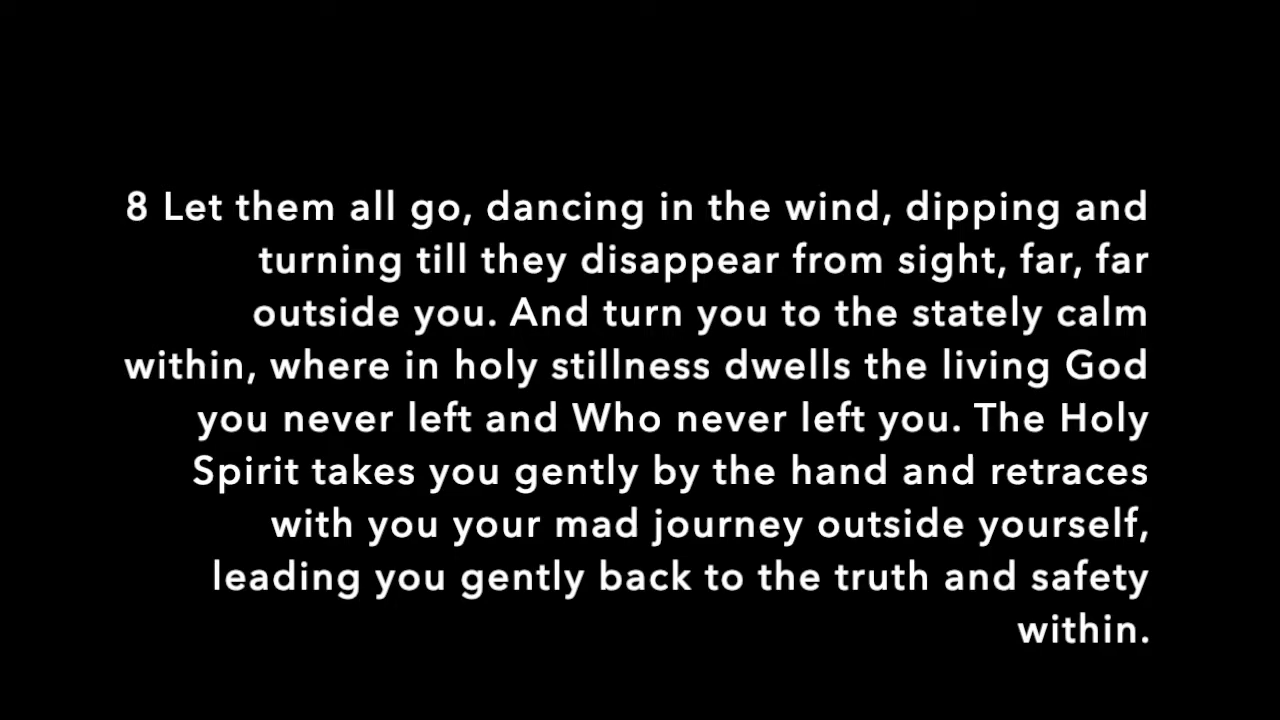 8 Let them all go, dancing in the wind, dipping and
turning till they disappear from sight, far, far
outside you. And turn you to the stately calm
within, where in holy stillness dwells the living God
you never left and Who never left you. The Holy
Spirit takes you gently by the hand and retraces
with you your mad journey outside yourself,
leading you gently back to the truth and safety
within.